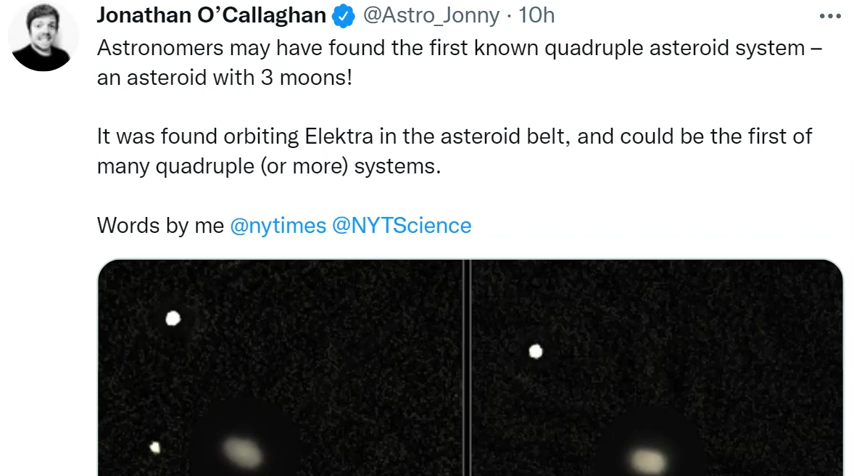 Jonathan O’Callaghan @Astro_Jonny · 10h
Astronomers may have found the first known quadruple asteroid system –
an asteroid with 3 moons!
It was found orbiting Elektra in the asteroid belt, and could be the first of
many quadruple (or more) systems.
Words by me @nytimes @NYTScience